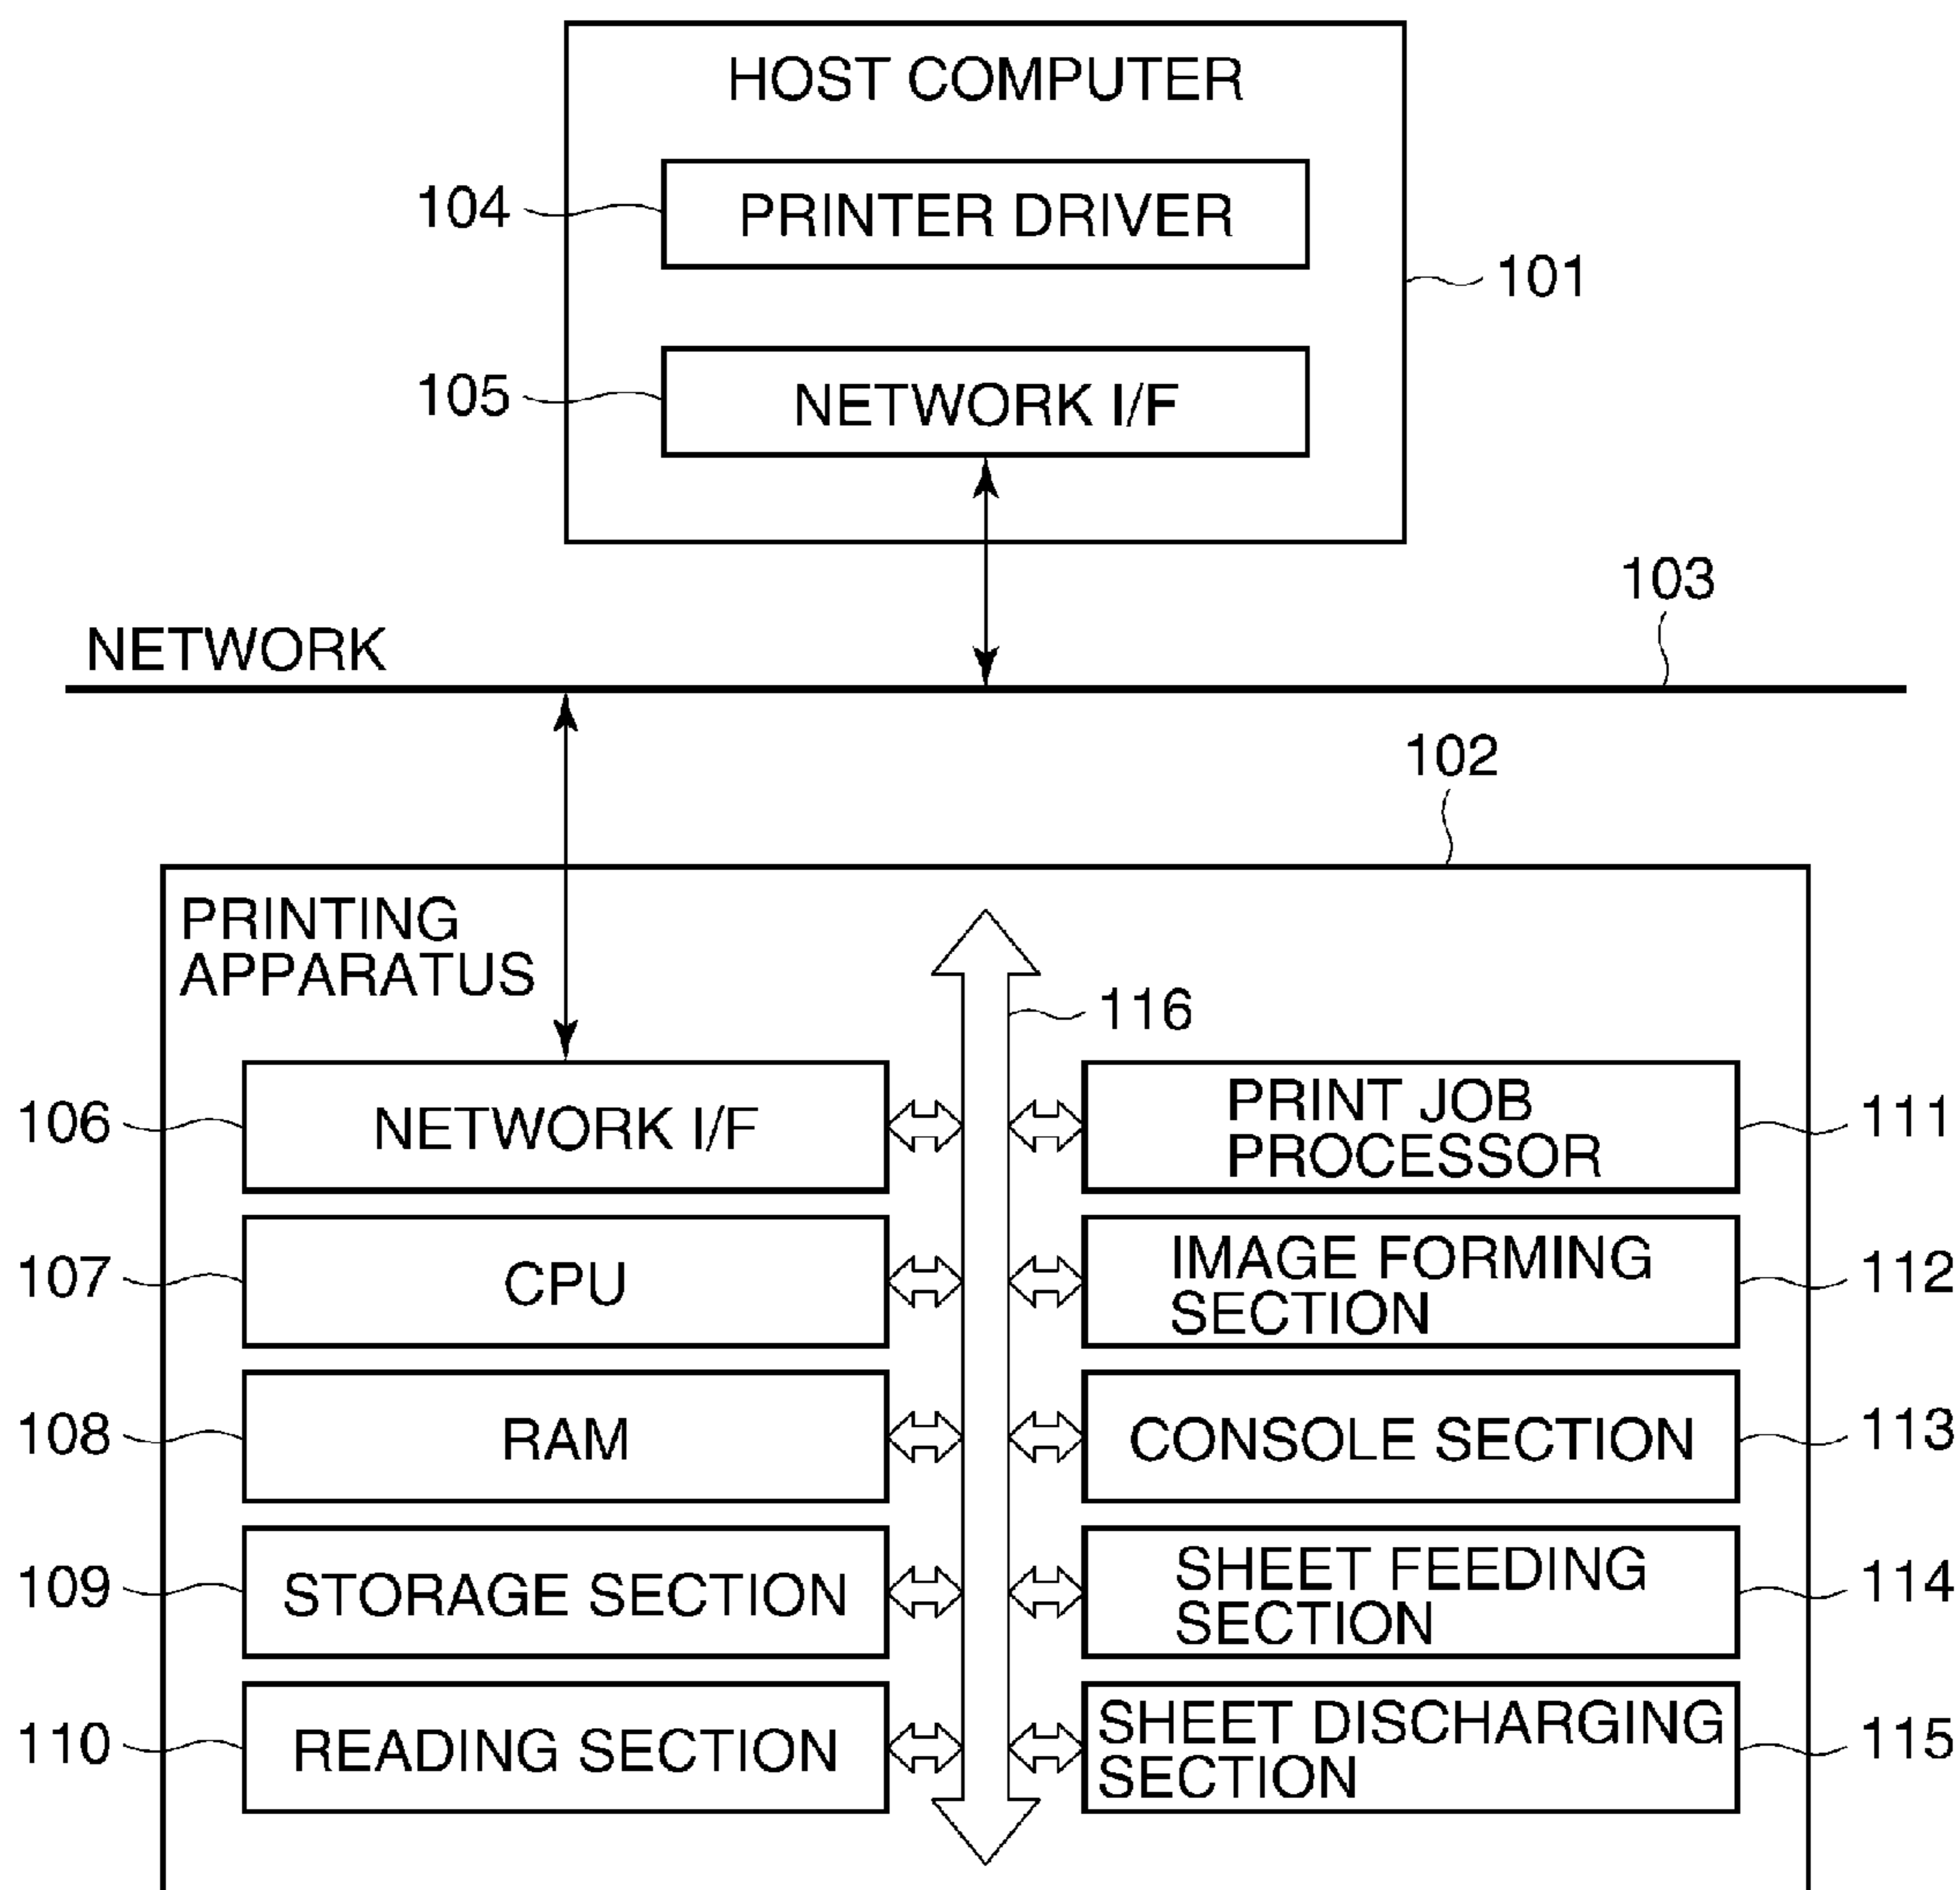 HOST COMPUTER
104
PRINTER DRIVER
101
105
NETWORK I/F
103
NETWORK
102
PRINTING
APPARATUS
116
106
NETWORK I/F
PRINT JOB
PROCESSOR
111
107
CPU
IMAGE FORMING
SECTION
112
108
RAM
CONSOLE SECTION
113
109
STORAGE SECTION
SHEET FEEDING
SECTION
114
110
READING SECTION
SHEET DISCHARGING
SECTION
115